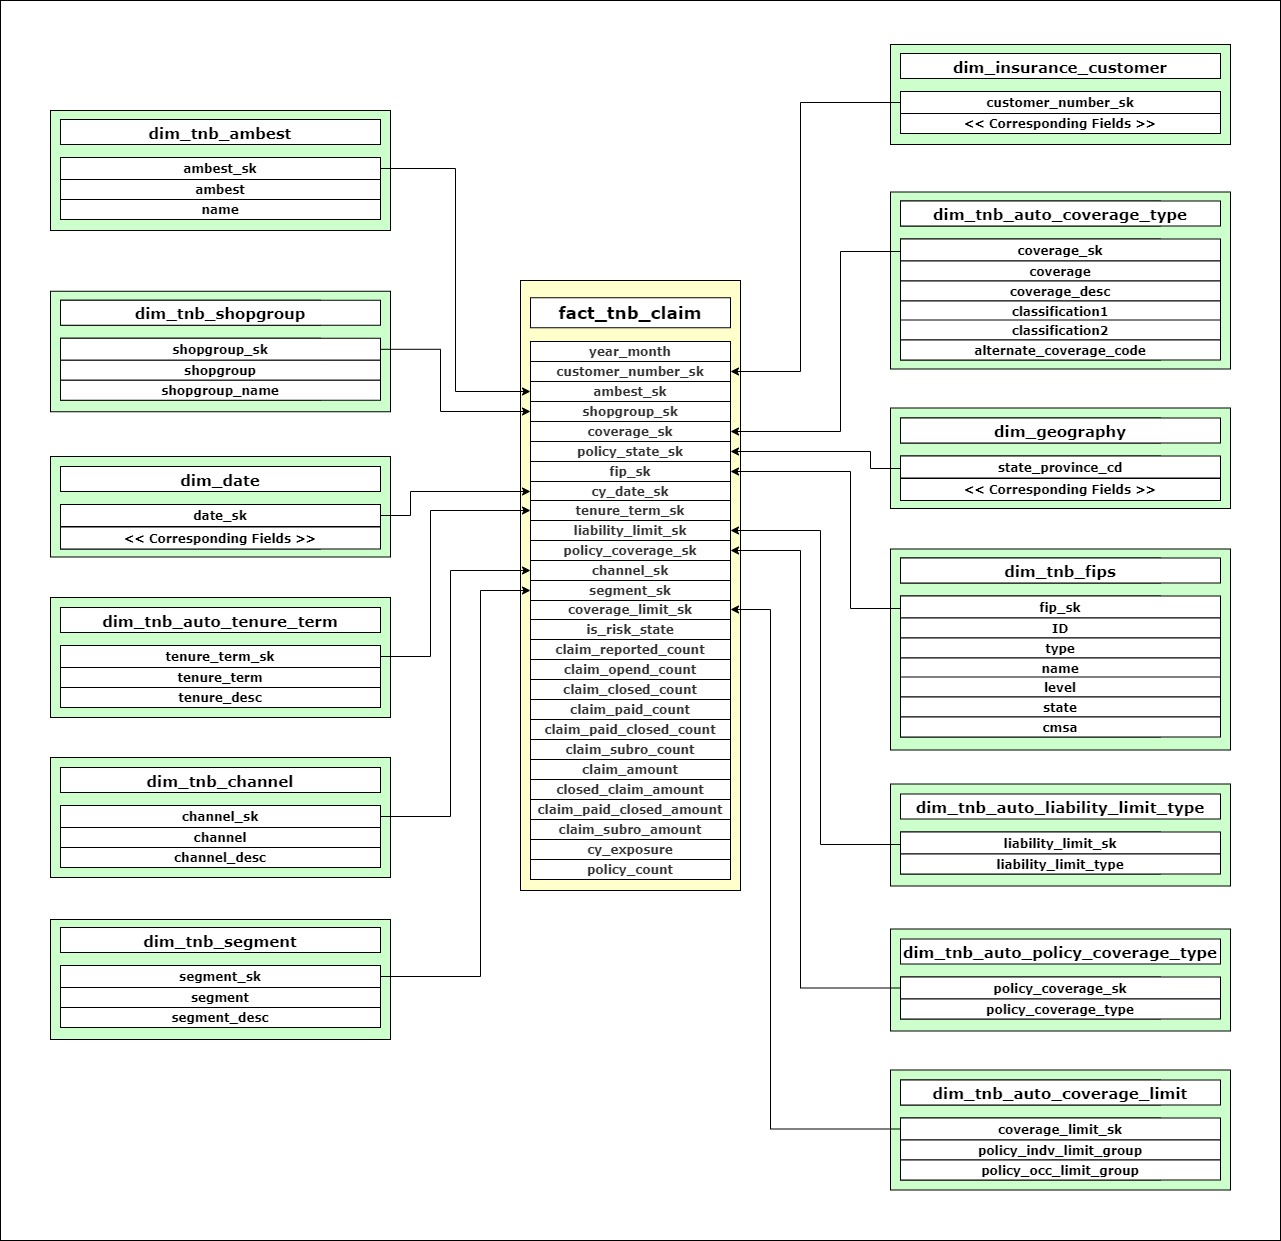 dim_tnb_ambest
ambest_sk
ambest
name
dim_tnb_shopgroup
shopgroup_sk
shopgroup
shopgroup_name
dim_date
date_sk
<< Corresponding Fields >>
dim_tnb_auto_tenure_term
tenure_term_sk
tenure_term
tenure_desc
dim_tnb_channel
channel_sk
channel
channel_desc
dim_tnb_segment
segment_sk
segment
segment_desc
fact_tnb_claim
year_month
customer_number_sk
ambest_sk
shopgroup_sk
coverage_sk
policy_state_sk
fip_sk
cy_date_sk
tenure_term_sk
liability_limit_sk
policy_coverage_sk
channel_sk
segment_sk
coverage_limit_sk
is_risk_state
claim_reported_count
claim_opend_count
claim_closed_count
claim_paid_count
claim_paid_closed_count
claim_subro_count
claim_amount
closed_claim_amount
claim_paid_closed_amount
claim_subro_amount
cy_exposure
policy_count
dim_insurance_customer
customer_number_sk
<< Corresponding Fields >>
dim_tnb_auto_coverage_type
coverage_sk
coverage
coverage_desc
classification1
classification2
alternate_coverage_code
dim_geography
state_province_cd
<< Corresponding Fields >>
dim_tnb_fips
fip_sk
ID
type
name
level
state
cmsa
dim_tnb_auto_liability_limit_type
liability_limit_sk
liability_limit_type
dim_tnb_auto_policy_coverage_type
policy_coverage_sk
policy_coverage_type
dim_tnb_auto_coverage_limit
coverage_limit_sk
policy_indv_limit_group
policy_occ_limit_group